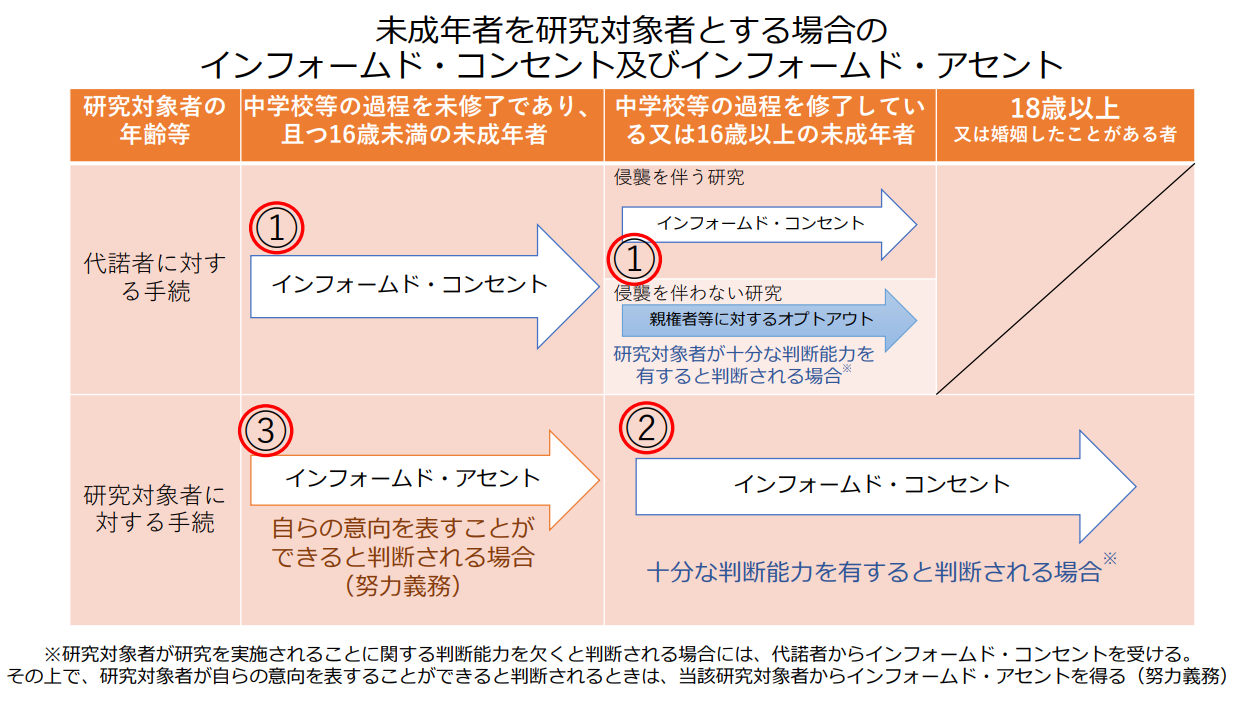 未成年者を研究対象者とする場合の
インフォームド・コンセント及びインフォームド・アセント
研究対象者の
年齢等
中学校等の過程を未修了であり、
且つ16歳未満の未成年者
中学校等の過程を修了してい
る又は16歳以上の未成年者
18歳以上
又は婚姻したことがある者
代諾者に対す
る手続
①
インフォームド・コンセント
侵襲を伴う研究
インフォームド・コンセント
①
侵襲を伴わない研究
親権者等に対するオプトアウト
研究対象者が十分な判断能力を
有すると判断される場合※
研究対象者に
対する手続
③
インフォームド・アセント
自らの意向を表すことが
できると判断される場合
（努力義務）
②
インフォームド・コンセント
十分な判断能力を有すると判断される場合※
※研究対象者が研究を実施されることに関する判断能力を欠くと判断される場合には、代諾者からインフォームド・コンセントを受ける。
その上で、研究対象者が自らの意向を表することができると判断されるときは、当該研究対象者からインフォームド・アセントを得る（努力義務）